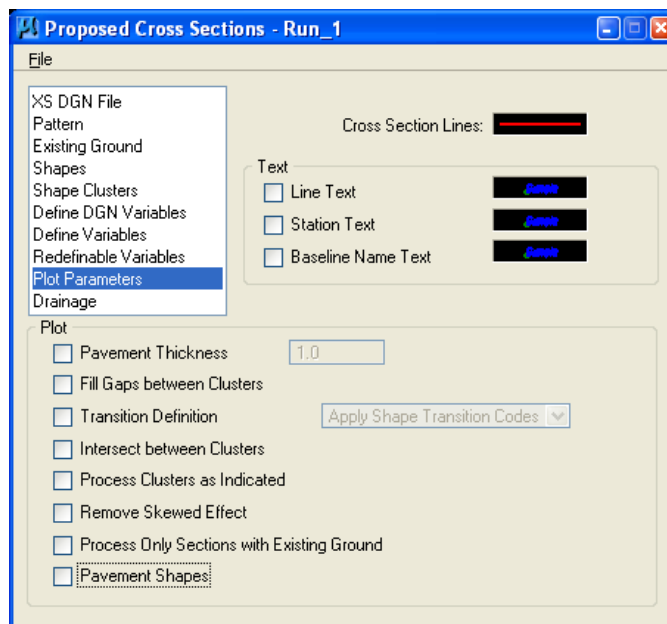 Proposed Cross Sections - Run_1
File
XS DGN File
Pattern
Existing Ground
Shapes
Shape Clusters
Define DGN Variables
Define Variables
Redefinable Variables
Plot Parameters
Drainage
Cross Section Lines:
Text
Line Text
Station Text
Baseline Name Text
Plot
Pavement Thickness 1.0
Fill Gaps between Clusters
Transition Definition Apply Shape Transition Codes
Intersect between Clusters
Process Clusters as Indicated
Remove Skewed Effect
Process Only Sections with Existing Ground
Pavement Shapes